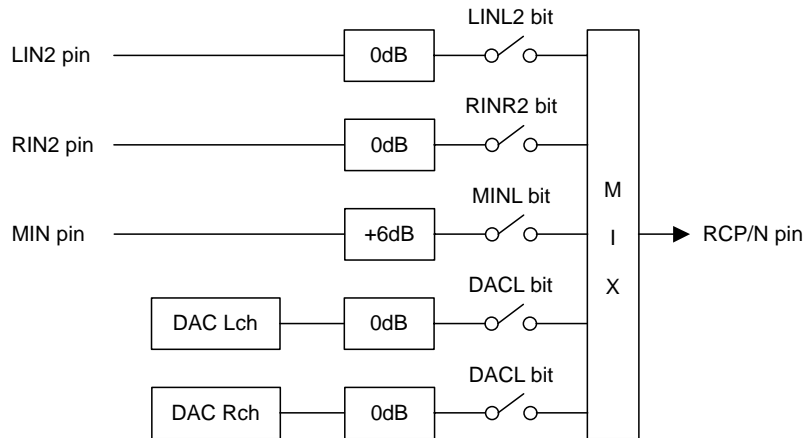 LINL2 bit
LIN2 pin
0dB
RINR2 bit
RIN2 pin
0dB
MINL bit
M
MIN pin
+6dB
I
RCP/N pin
X
DACL bit
DAC Lch
0dB
DACL bit
DAC Rch
0dB